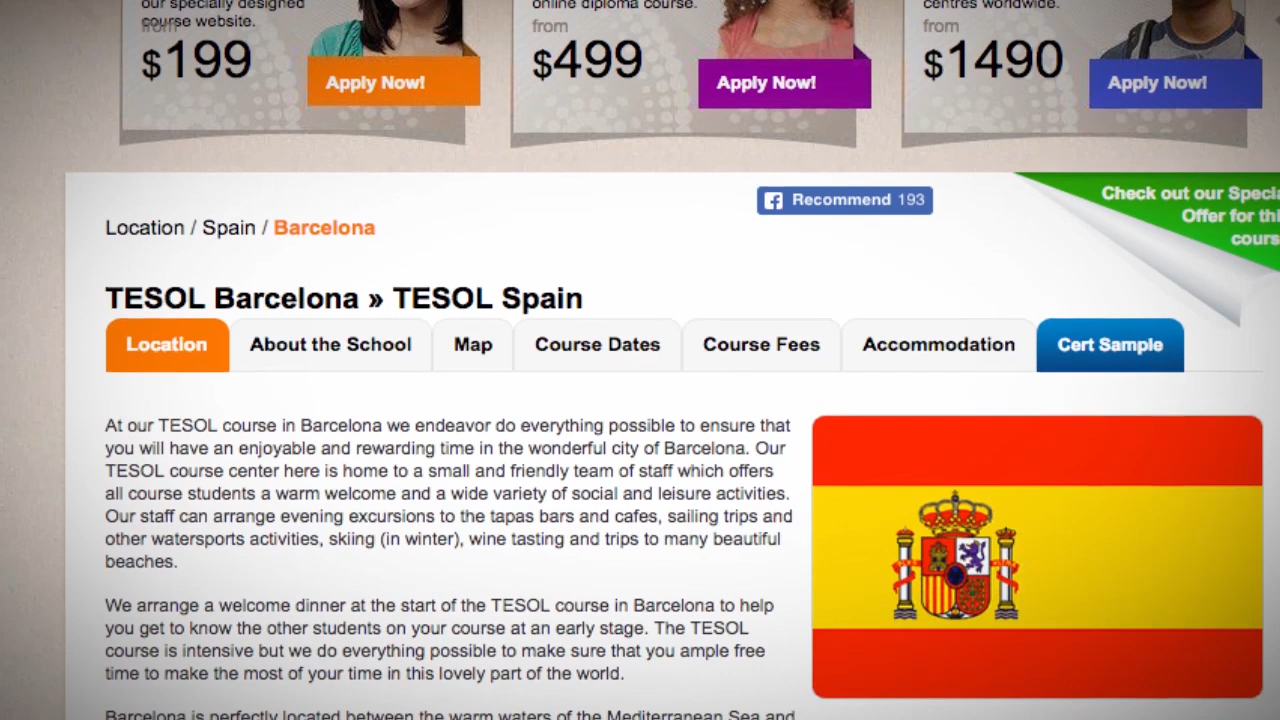 our specially designed
course website.
from
$199
Apply Now!
online diploma course.
from
$499
Apply Now!
centres worldwide.
from
$1490
Apply Now!
Recommend 193
Check out our Specia
Offer for thi
cours
Location / Spain / Barcelona
TESOL Barcelona » TESOL Spain
Location About the School Map Course Dates Course Fees Accommodation Cert Sample
At our TESOL course in Barcelona we endeavor do everything possible to ensure that
you will have an enjoyable and rewarding time in the wonderful city of Barcelona. Our
TESOL course center here is home to a small and friendly team of staff which offers
all course students a warm welcome and a wide variety of social and leisure activities.
Our staff can arrange evening excursions to the tapas bars and cafes, sailing trips and
other watersports activities, skiing (in winter), wine tasting and trips to many beautiful
beaches.
We arrange a welcome dinner at the start of the TESOL course in Barcelona to help
you get to know the other students on your course at an early stage. The TESOL
course is intensive but we do everything possible to make sure that you ample free
time to make the most of your time in this lovely part of the world.
Barcelona is perfectly located between the warm waters of the Mediterranean Sea and